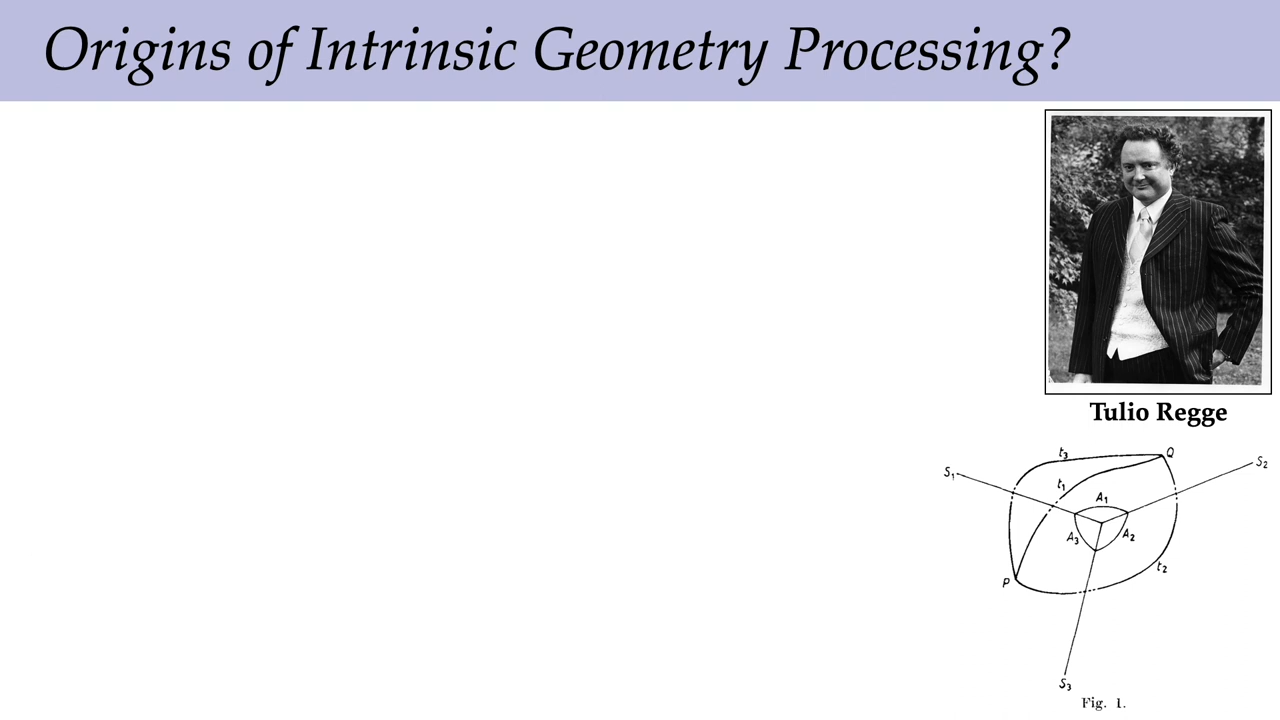 Origins of Intrinsic Geometry Processing?
Tulio Regge
t₃
Q
S₁
S₂
t₁
A₁
A₃
A₂
t₂
P
S₃
Fig. 1.